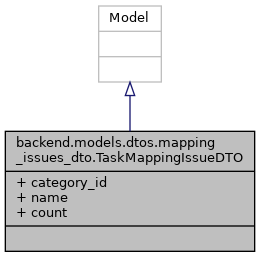 Model
backend.models.dtos.mapping
_issues_dto.TaskMappingIssueDTO
+ category_id
+ name
+ count